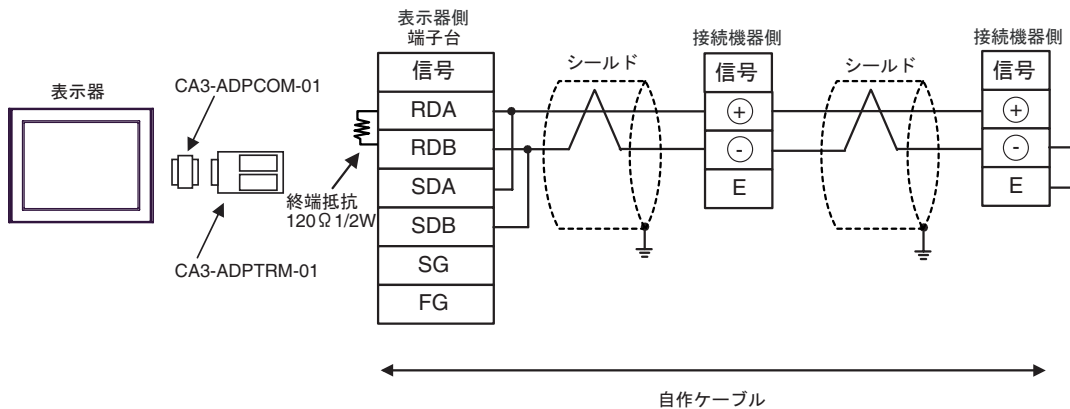 表示器
CA3-ADPCOM-01
CA3-ADPTRM-01
終端抵抗
120Ω 1/2W
表示器側
端子台
信号
RDA
RDB
SDA
SDB
SG
FG
シールド
接続機器側
信号
+
-
E
シールド
接続機器側
信号
+
-
E
自作ケーブル